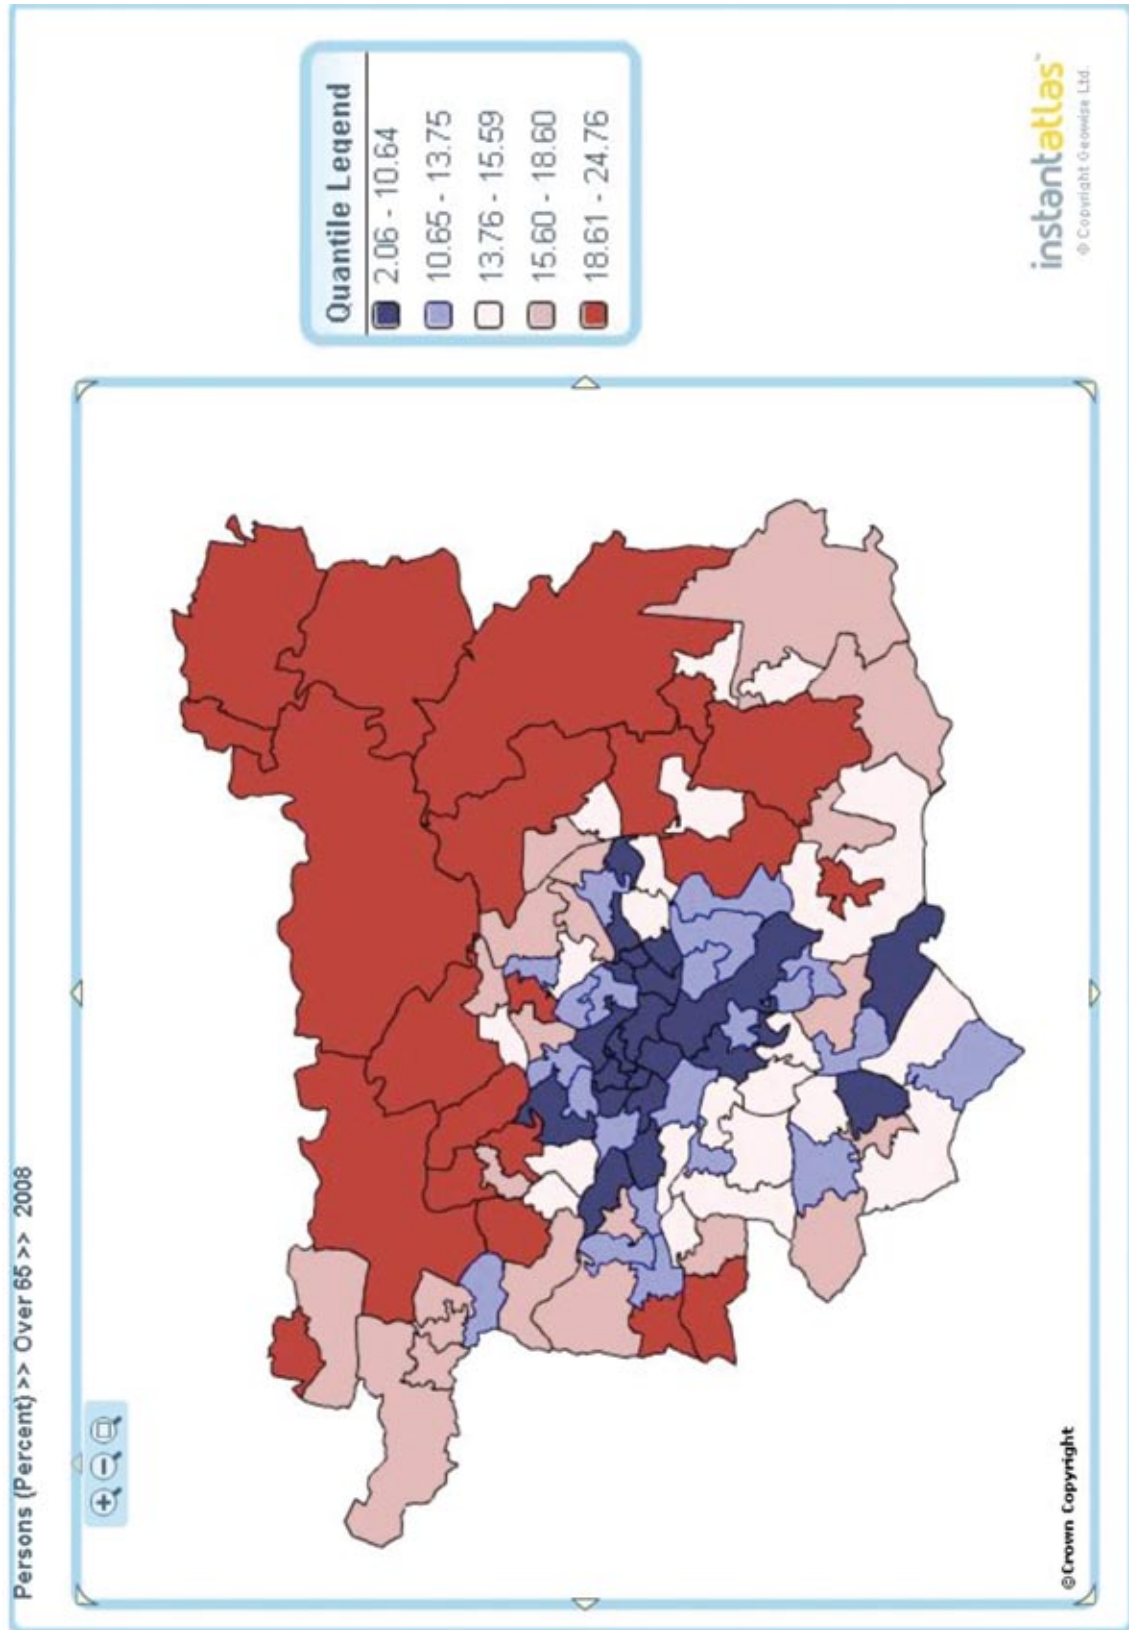 Persons (Percent) >> Over 65 >> 2008
Quantile Legend
2.06 - 10.64
10.65 - 13.75
13.76 - 15.59
15.60 - 18.60
18.61 - 24.76
©Crown Copyright
instantatlas™
© Copyright Geowise Ltd.